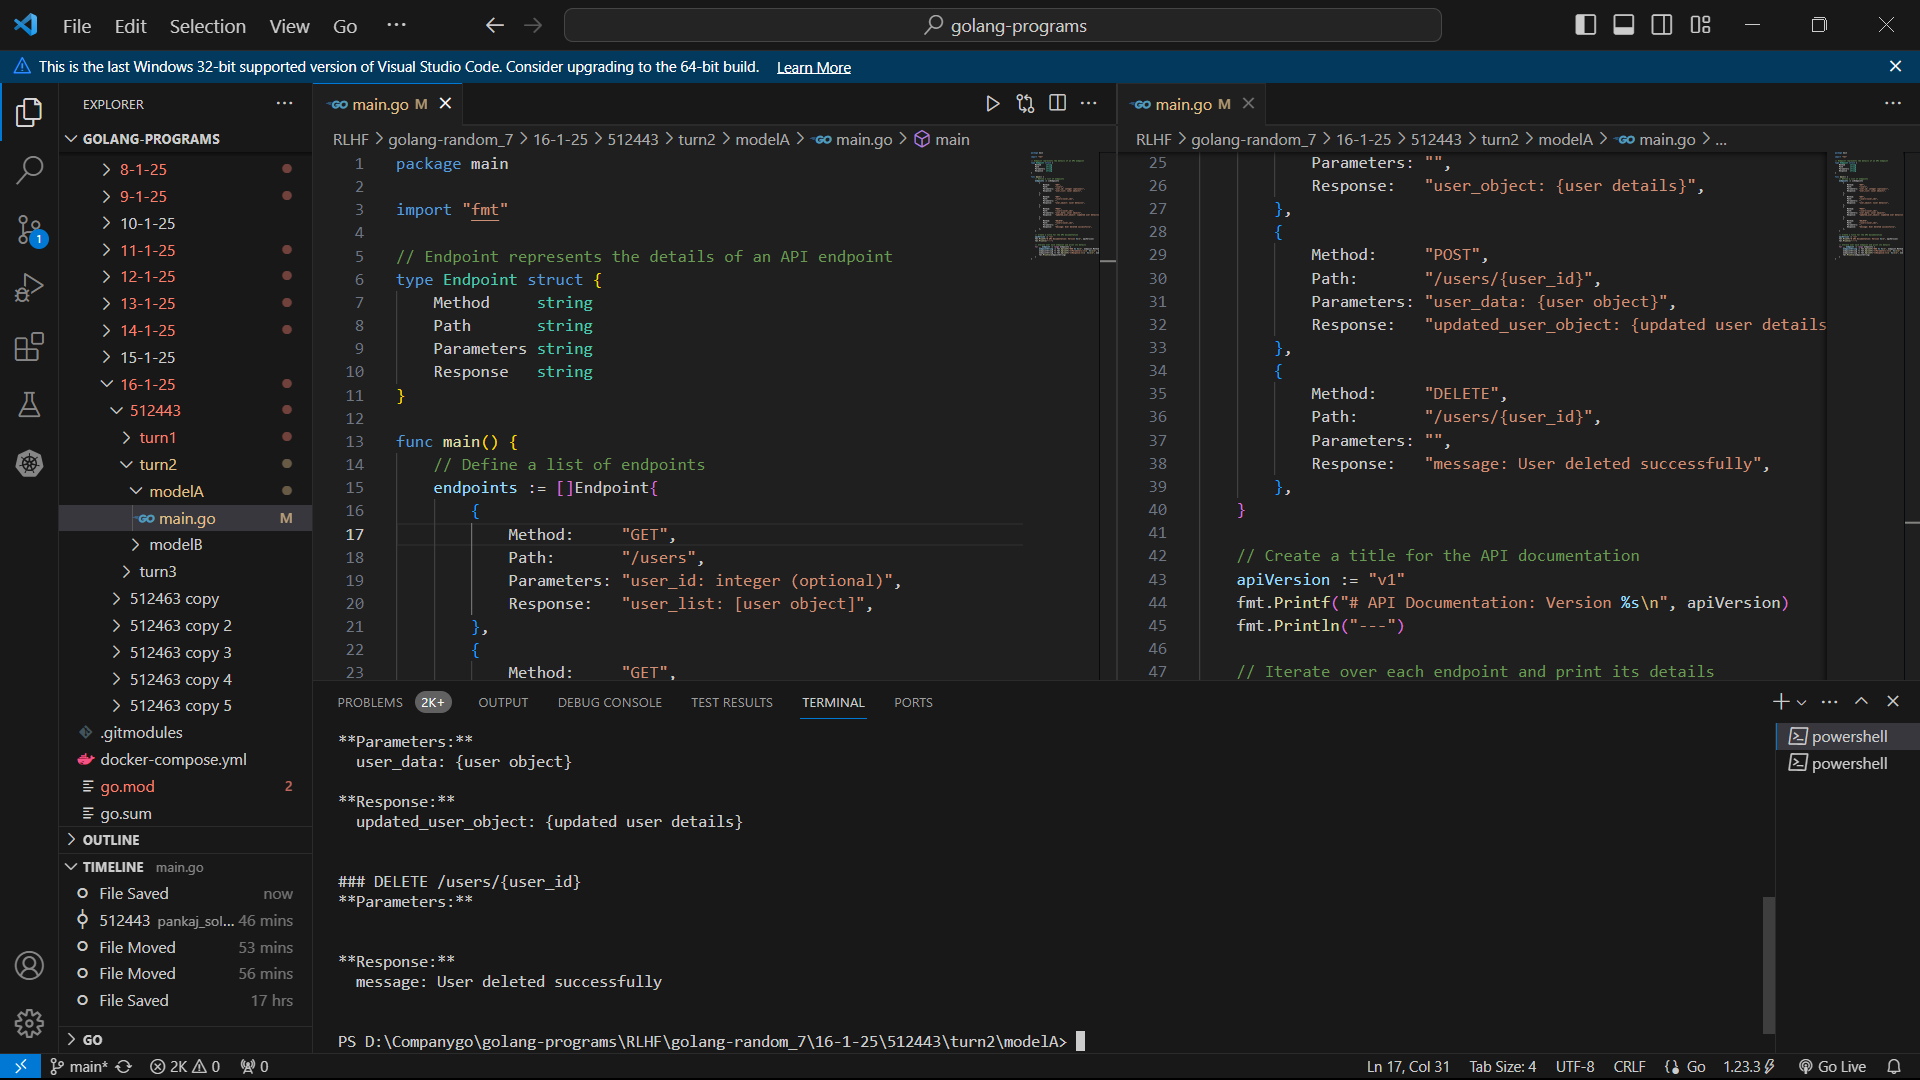 File Edit Selection View Go ··· golang-programs
This is the last Windows 32-bit supported version of Visual Studio Code. Consider upgrading to the 64-bit build. Learn More
EXPLORER
GOLANG-PROGRAMS
8-1-25
9-1-25
10-1-25
11-1-25
12-1-25
13-1-25
14-1-25
15-1-25
16-1-25
512443
turn1
turn2
modelA
main.go M
modelB
turn3
512463 copy
512463 copy 2
512463 copy 3
512463 copy 4
512463 copy 5
.gitmodules
docker-compose.yml
go.mod 2
go.sum
OUTLINE
TIMELINE main.go
File Saved now
512443 pankaj_sol... 46 mins
File Moved 53 mins
File Moved 56 mins
File Saved 17 hrs
GO
1
GO main.go M
RLHF > golang-random_7 > 16-1-25 > 512443 > turn2 > modelA > GO main.go > main
1 package main
2
3 import "fmt"
4
5 // Endpoint represents the details of an API endpoint
6 type Endpoint struct {
7 Method string
8 Path string
9 Parameters string
10 Response string
11 }
12
13 func main() {
14 // Define a list of endpoints
15 endpoints := []Endpoint{
16 {
17 Method: "GET",
18 Path: "/users",
19 Parameters: "user_id: integer (optional)",
20 Response: "user_list: [user object]",
21 },
22 {
23 Method: "GET",
GO main.go M
RLHF > golang-random_7 > 16-1-25 > 512443 > turn2 > modelA > GO main.go > ...
25 Parameters: "",
26 Response: "user_object: {user details}",
27 },
28 {
29 Method: "POST",
30 Path: "/users/{user_id}",
31 Parameters: "user_data: {user object}",
32 Response: "updated_user_object: {updated user details
33 },
34 {
35 Method: "DELETE",
36 Path: "/users/{user_id}",
37 Parameters: "",
38 Response: "message: User deleted successfully",
39 },
40 }
41
42 // Create a title for the API documentation
43 apiVersion := "v1"
44 fmt.Printf("# API Documentation: Version %s\n", apiVersion)
45 fmt.Println("---")
46
47 // Iterate over each endpoint and print its details
PROBLEMS 2K+ OUTPUT DEBUG CONSOLE TEST RESULTS TERMINAL PORTS
**Parameters:**
user_data: {user object}
**Response:**
updated_user_object: {updated user details}
### DELETE /users/{user_id}
**Parameters:**
**Response:**
message: User deleted successfully
PS D:\Companygo\golang-programs\RLHF\golang-random_7\16-1-25\512443\turn2\modelA>
powershell
powershell
main* 2K 0 0 Ln 17, Col 31 Tab Size: 4 UTF-8 CRLF Go 1.23.3 Go Live